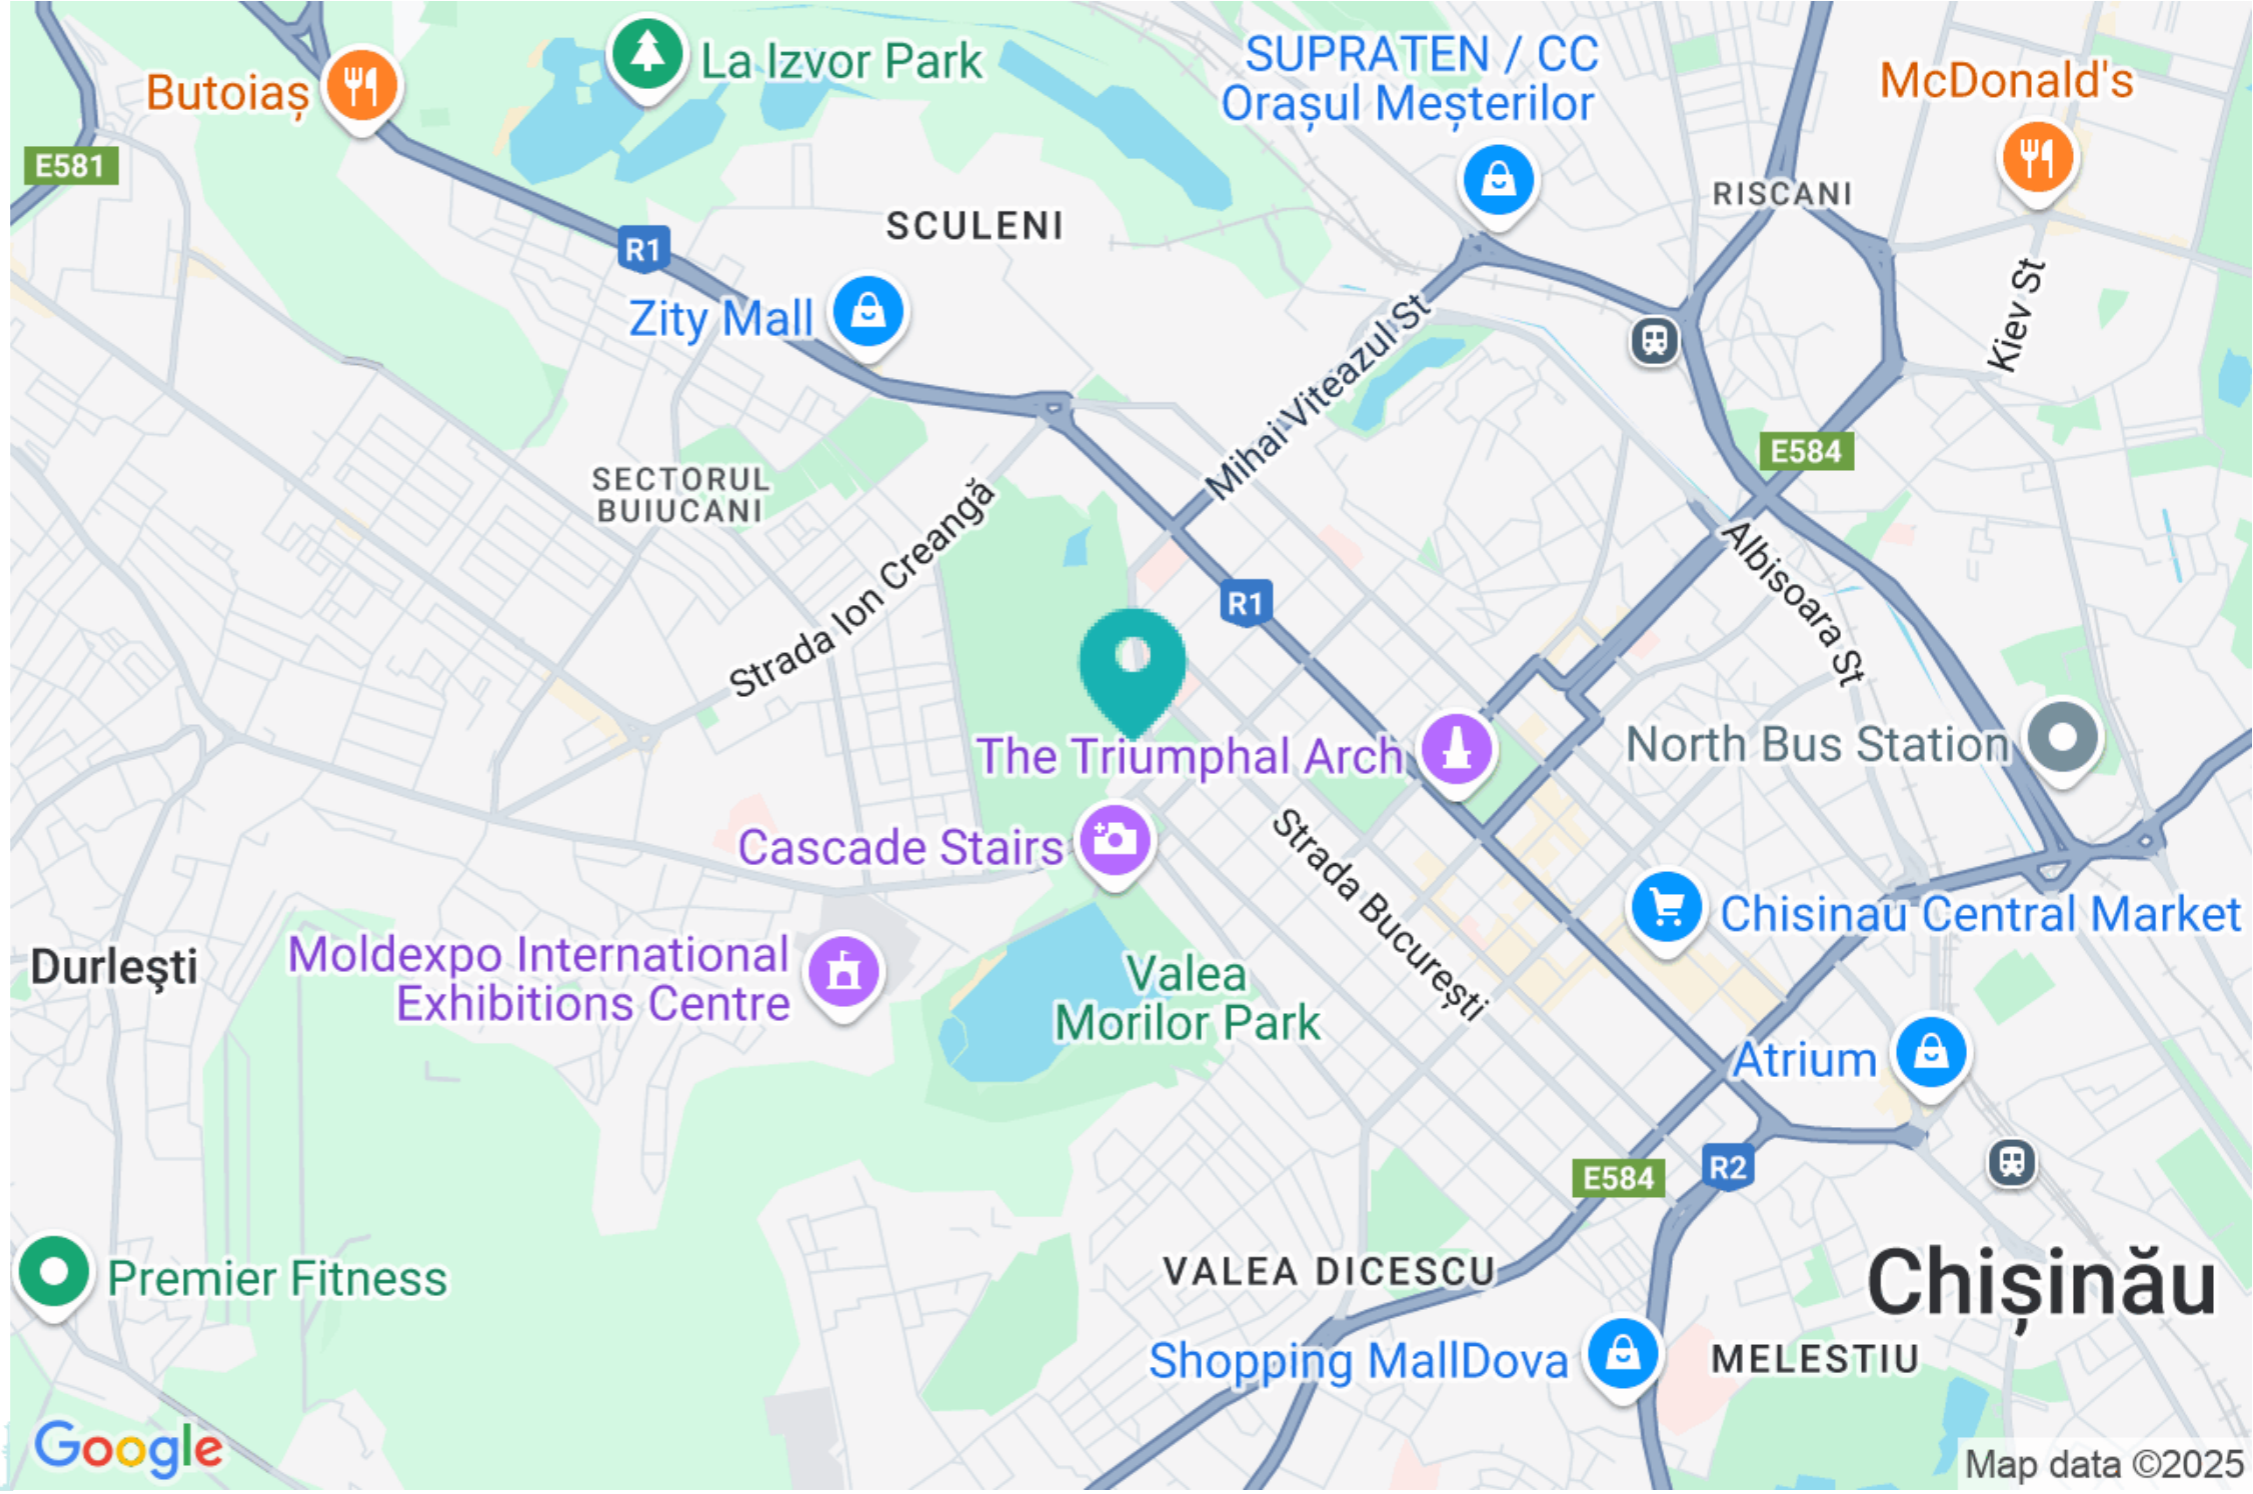 La Izvor Park
SUPRATEN / CC
Orașul Meșterilor
McDonald's
Butoiaș
E581
RISCANI
SCULENI
R1
Zity Mall
Kiev St
Mihai Viteazul St
E584
SECTORUL
BUIUCANI
Strada Ion Creangă
Albisoara St
R1
The Triumphal Arch
North Bus Station
Cascade Stairs
Strada București
Chisinau Central Market
Durleşti
Moldexpo International
Exhibitions Centre
Valea
Morilor Park
Atrium
E584
R2
Premier Fitness
VALEA DICESCU
Chișinău
Shopping MallDova
MELESTIU
Google
Map data ©2025